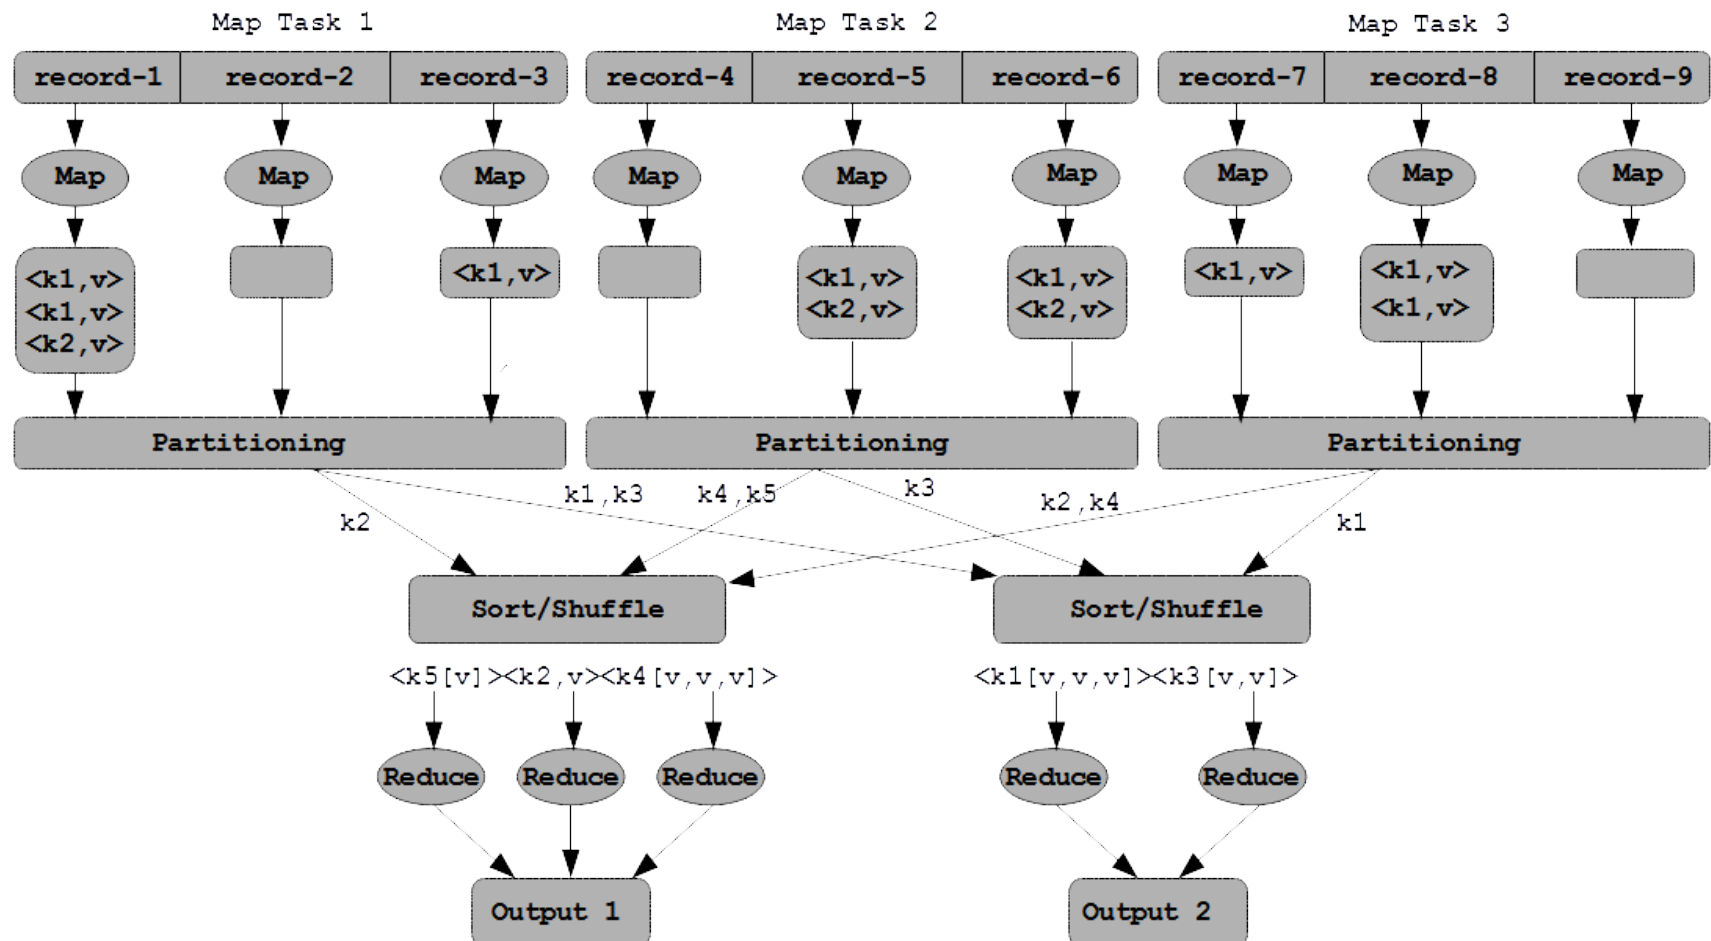 Map Task 1
Map Task 2
Map Task 3
record-1 record-2 record-3
record-4 record-5 record-6
record-7 record-8 record-9
Map Map Map Map Map Map Map Map Map
<k1,v>
<k1,v>
<k2,v>
<k1,v>
<k1,v>
<k2,v>
<k1,v>
<k2,v>
<k1,v>
<k1,v>
<k1,v>
Partitioning
Partitioning
Partitioning
k2
k1,k3
k4,k5
k3
k2,k4
k1
Sort/Shuffle
Sort/Shuffle
<k5[v]><k2,v><k4[v,v,v]>
<k1[v,v,v]><k3[v,v]>
Reduce Reduce Reduce
Reduce Reduce
Output 1
Output 2